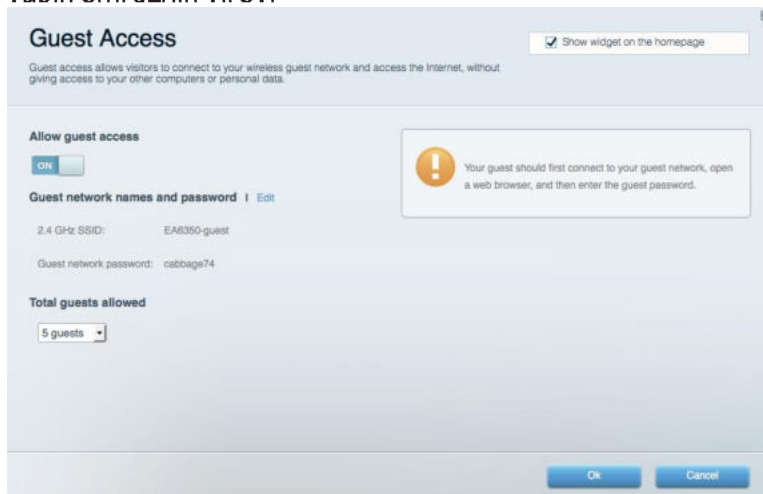 Guest Access
Show widget on the homepage
Guest access allows visitors to connect to your wireless guest network and access the Internet, without
giving access to your other computers or personal data.
Allow guest access
ON
Your guest should first connect to your guest network, open
a web browser, and then enter the guest password.
Guest network names and password | Edit
2.4 GHz SSID: EA6350-guest
Guest network password: cabbage74
Total guests allowed
5 guests
Ok
Cancel